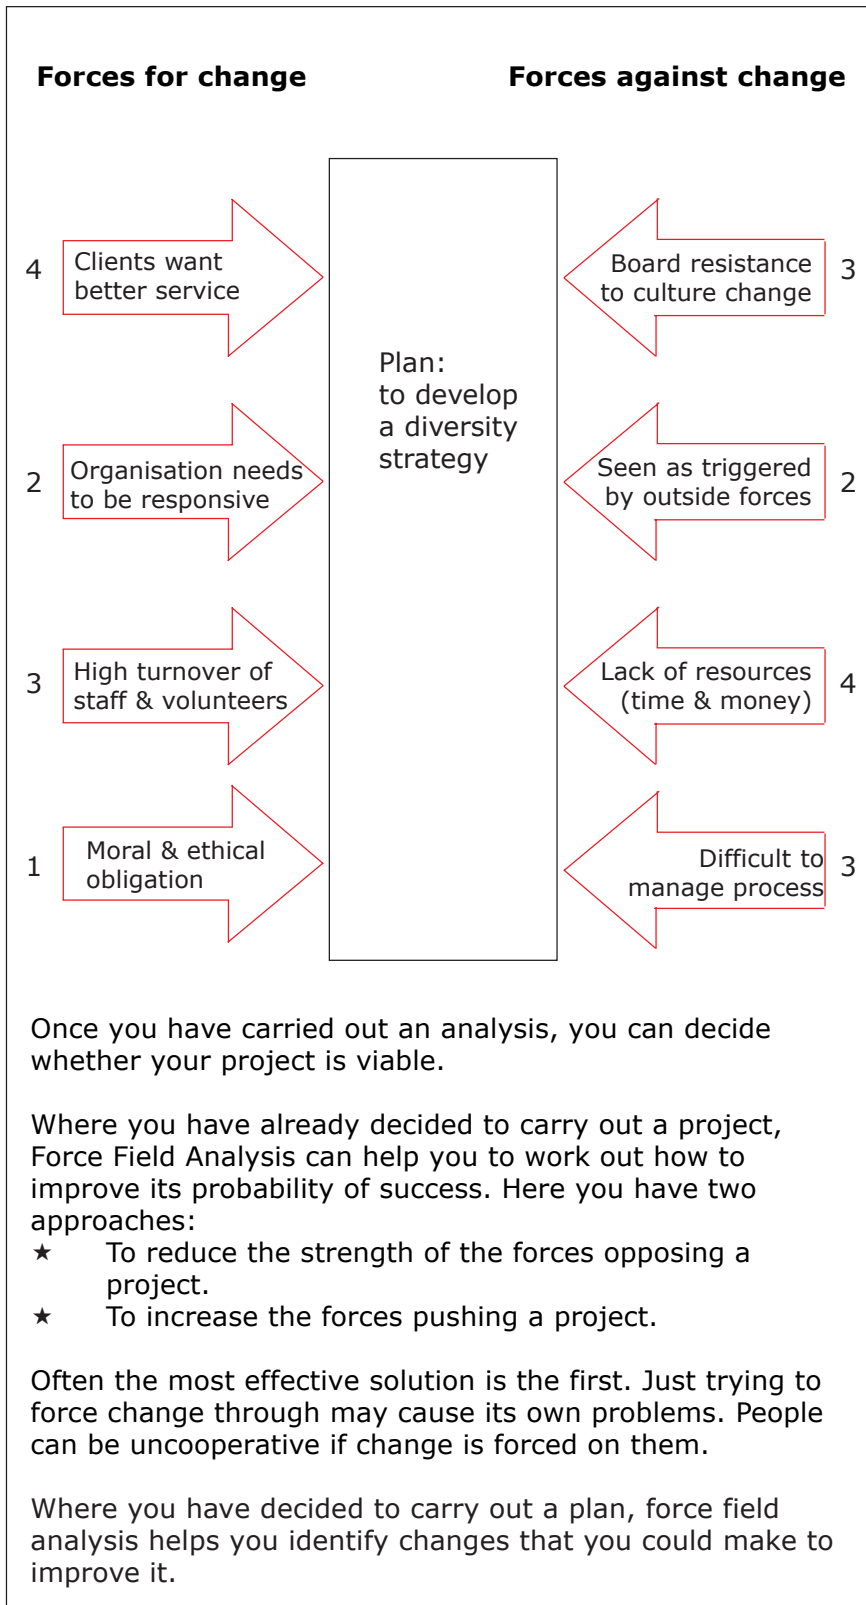 Forces for change
Forces against change
4
Clients want
better service
Board resistance
to culture change
3
Plan:
to develop
a diversity
strategy
2
Organisation needs
to be responsive
Seen as triggered
by outside forces
2
3
High turnover of
staff & volunteers
Lack of resources
(time & money)
4
1
Moral & ethical
obligation
Difficult to
manage process
3
Once you have carried out an analysis, you can decide
whether your project is viable.
Where you have already decided to carry out a project,
Force Field Analysis can help you to work out how to
improve its probability of success. Here you have two
approaches:
★ To reduce the strength of the forces opposing a
project.
★ To increase the forces pushing a project.
Often the most effective solution is the first. Just trying to
force change through may cause its own problems. People
can be uncooperative if change is forced on them.
Where you have decided to carry out a plan, force field
analysis helps you identify changes that you could make to
improve it.